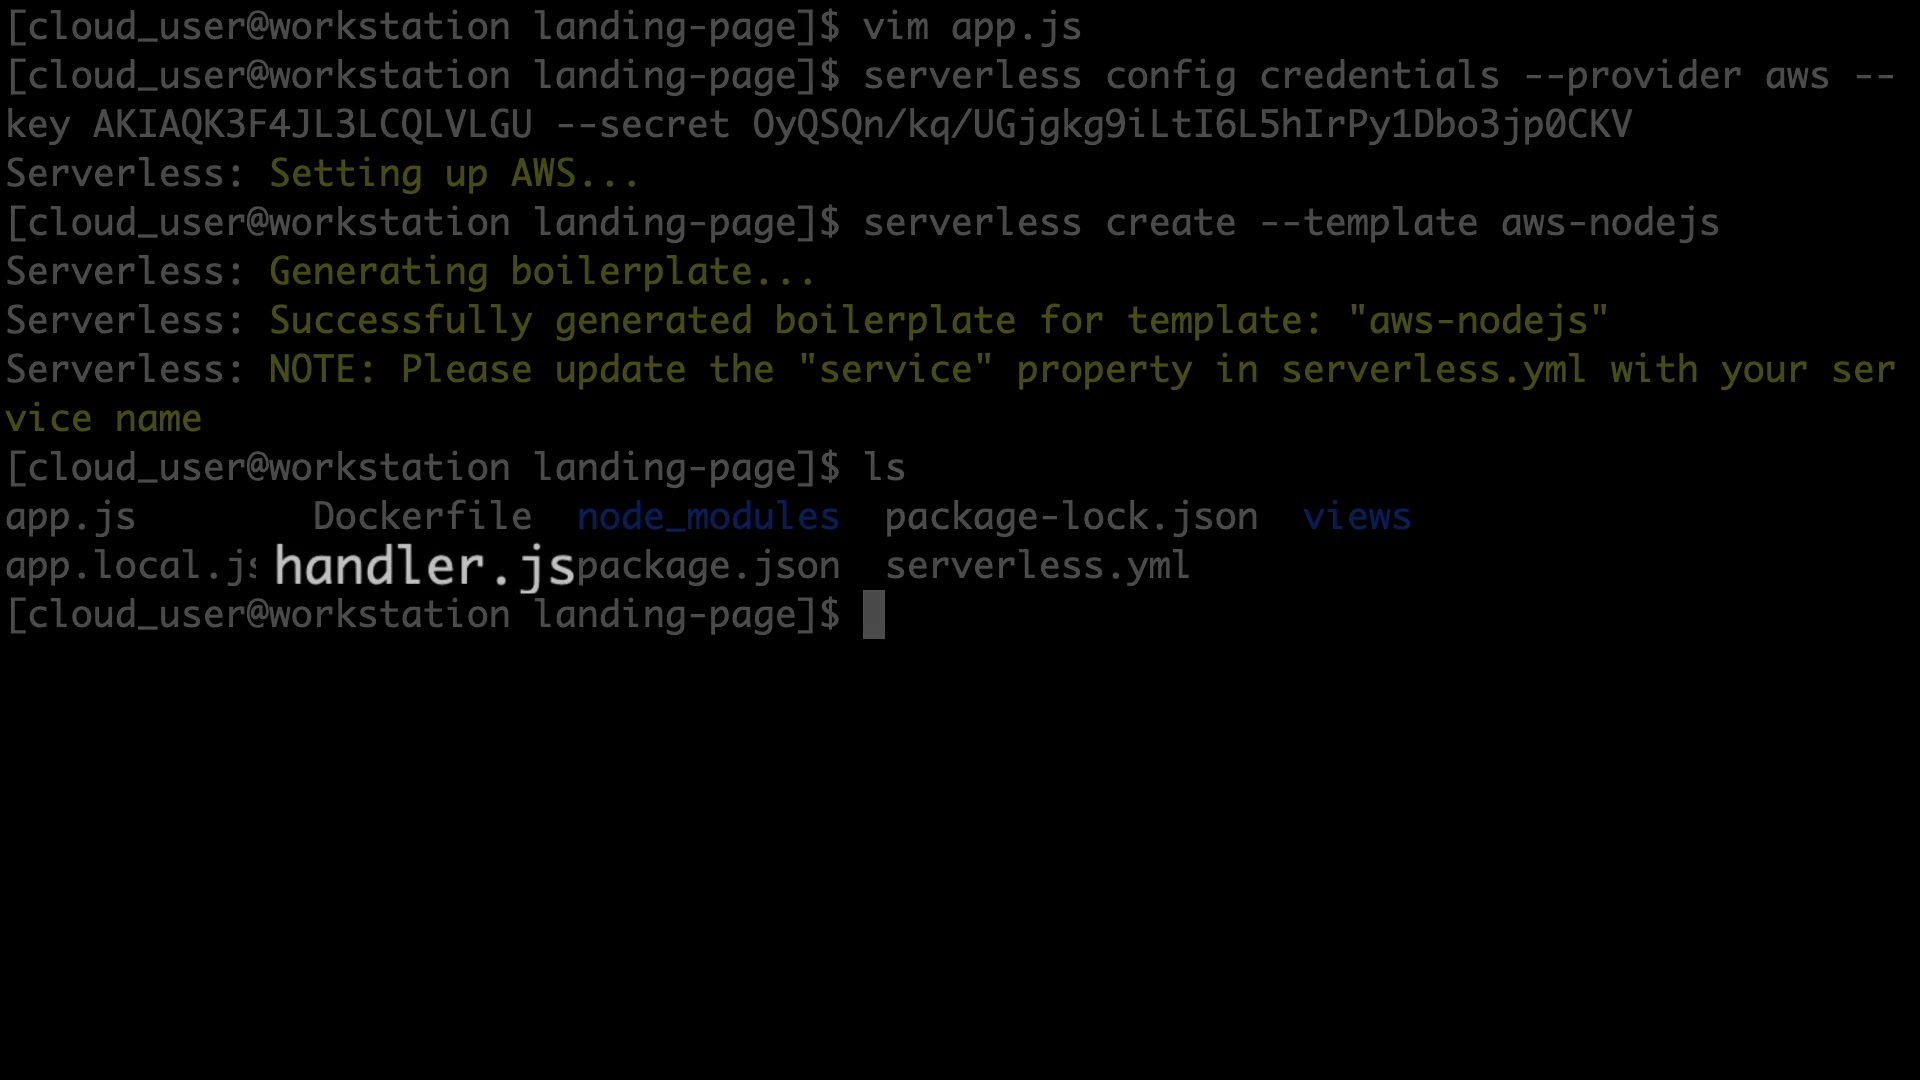 [cloud_user@workstation landing-page]$ vim app.js
[cloud_user@workstation landing-page]$ serverless config credentials --provider aws --
key AKIAQK3F4JL3LCQLVLGU --secret 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
Serverless: Setting up AWS...
[cloud_user@workstation landing-page]$ serverless create --template aws-nodejs
Serverless: Generating boilerplate...
Serverless: Successfully generated boilerplate for template: "aws-nodejs"
Serverless: NOTE: Please update the "service" property in serverless.yml with your ser
vice name
[cloud_user@workstation landing-page]$ ls
app.js Dockerfile node_modules package-lock.json views
app.local.js handler.js package.json serverless.yml
[cloud_user@workstation landing-page]$